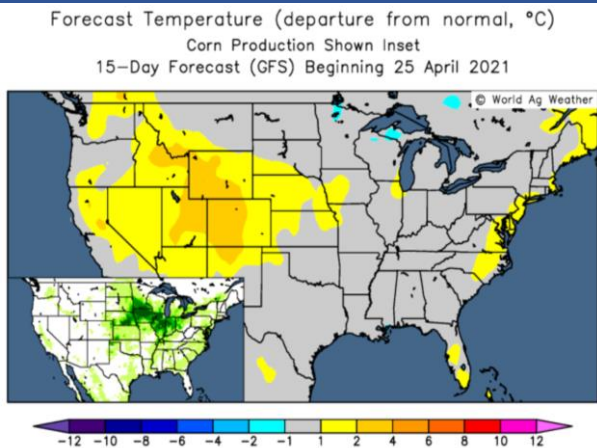 Forecast Temperature (departure from normal, °C)
Corn Production Shown Inset
15-Day Forecast (GFS) Beginning 25 April 2021
© World Ag Weather
-12 -10 -8 -6 -4 -2 -1 1 2 4 6 8 10 12